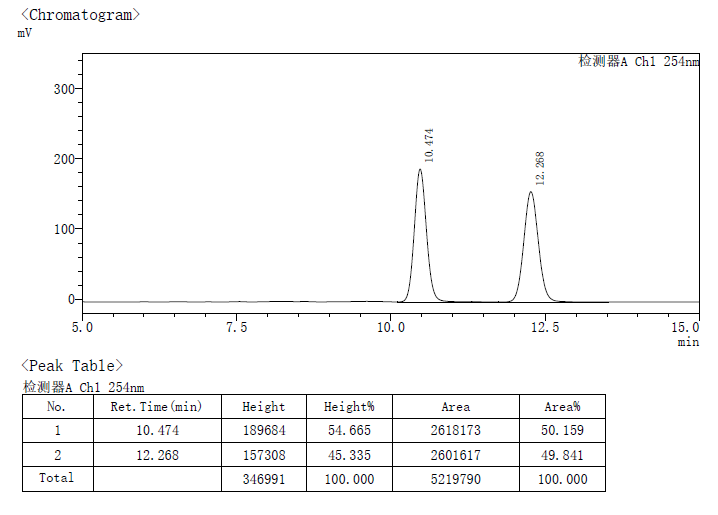 <Chromatogram>
mV
检测器A Ch1 254nm
300
10.474
12.268
200
100
0
5.0 7.5 10.0 12.5 15.0
min
<Peak Table>
检测器A Ch1 254nm
No. Ret.Time(min) Height Height% Area Area%
1 10.474 189684 54.665 2618173 50.159
2 12.268 157308 45.335 2601617 49.841
Total 346991 100.000 5219790 100.000